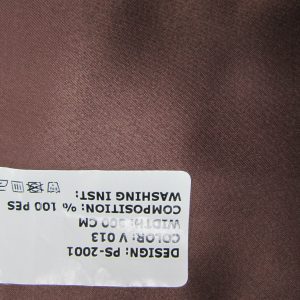 DESIGN: PS-2001
COLOR: V 013
WIDTH: 300 CM
COMPOSITION: % 100 PES
WASHING INST: